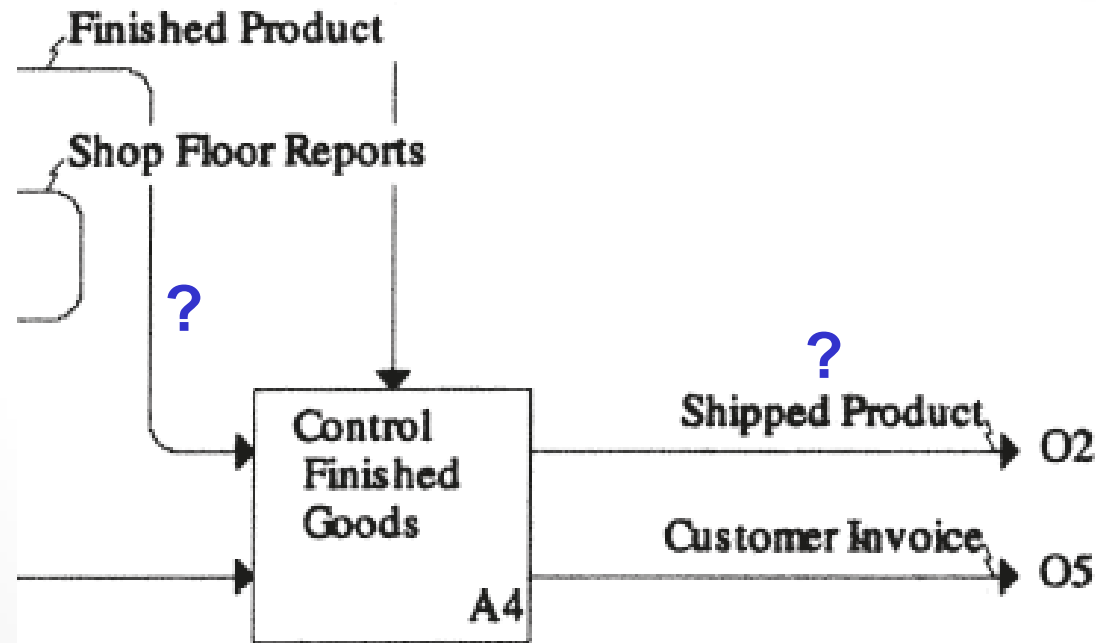 Finished Product
Shop Floor Reports
?
?
Shipped Product
O2
Control
Finished
Goods
Customer Invoice
O5
A4